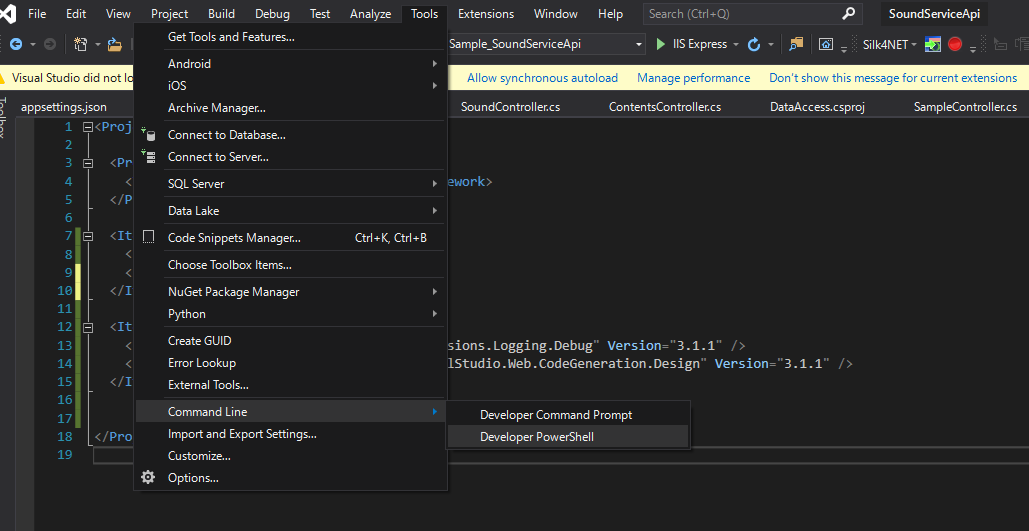 File Edit View Project Build Debug Test Analyze Tools Extensions Window Help Search (Ctrl+Q) SoundServiceApi
Get Tools and Features...
Sample_SoundServiceApi IIS Express Silk4NET
Android
iOS
Visual Studio did not lo Allow synchronous autoload Manage performance Don't show this message for current extensions
Archive Manager...
Toolbox
appsettings.json SoundController.cs ContentsController.cs DataAccess.csproj SampleController.cs
1 <Proj
Connect to Database...
2
Connect to Server...
3 <Pr
4 < ework>
SQL Server
5 </P
Data Lake
6
7 <It
Code Snippets Manager... Ctrl+K, Ctrl+B
8 <
Choose Toolbox Items...
9 <
10 </I
NuGet Package Manager
11
Python
12 <It
Create GUID
13 < sions.Logging.Debug" Version="3.1.1" />
Error Lookup
14 < lStudio.Web.CodeGeneration.Design" Version="3.1.1" />
15 </I
External Tools...
16
Command Line
Developer Command Prompt
17
Import and Export Settings...
Developer PowerShell
18 </Pro
19
Customize...
Options...